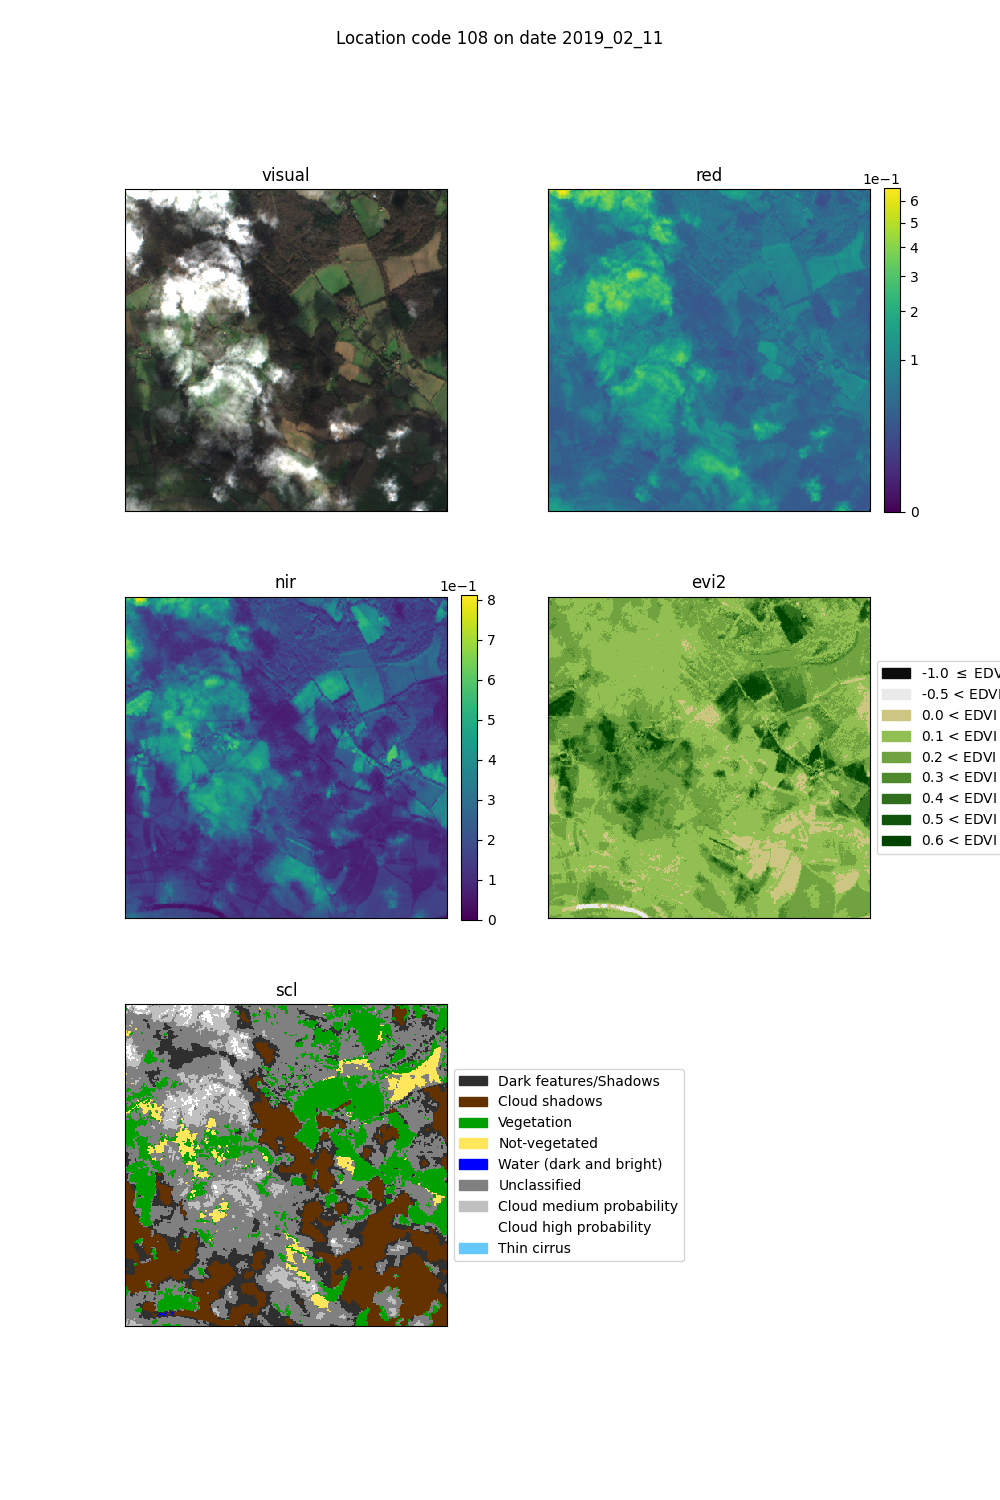 Location code 108 on date 2019_02_11
visual
red
1e−1
6
5
4
3
2
1
0
nir
1e−1
8
7
6
5
4
3
2
1
0
evi2
-1.0 ≤ EDV
-0.5 < EDVI
0.0 < EDVI
0.1 < EDVI
0.2 < EDVI
0.3 < EDVI
0.4 < EDVI
0.5 < EDVI
0.6 < EDVI
scl
Dark features/Shadows
Cloud shadows
Vegetation
Not-vegetated
Water (dark and bright)
Unclassified
Cloud medium probability
Cloud high probability
Thin cirrus